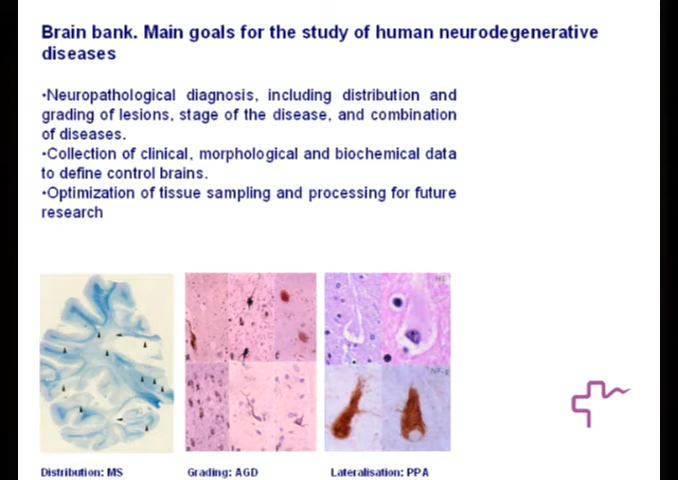 Brain bank. Main goals for the study of human neurodegenerative
diseases
•Neuropathological diagnosis, including distribution and
grading of lesions, stage of the disease, and combination
of diseases.
•Collection of clinical, morphological and biochemical data
to define control brains.
•Optimization of tissue sampling and processing for future
research
Distribution: MS
Grading: AGD
Lateralisation: PPA